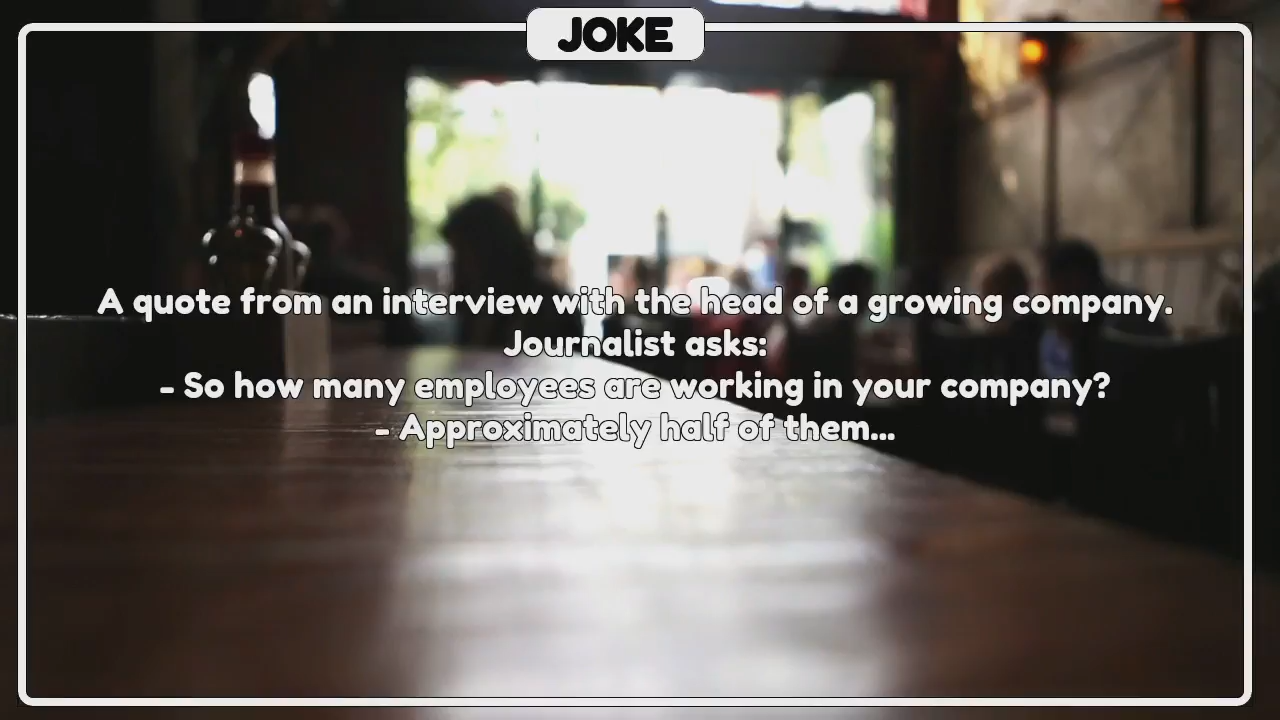 JOKE
A quote from an interview with the head of a growing company.
Journalist asks:
- So how many employees are working in your company?
- Approximately half of them...